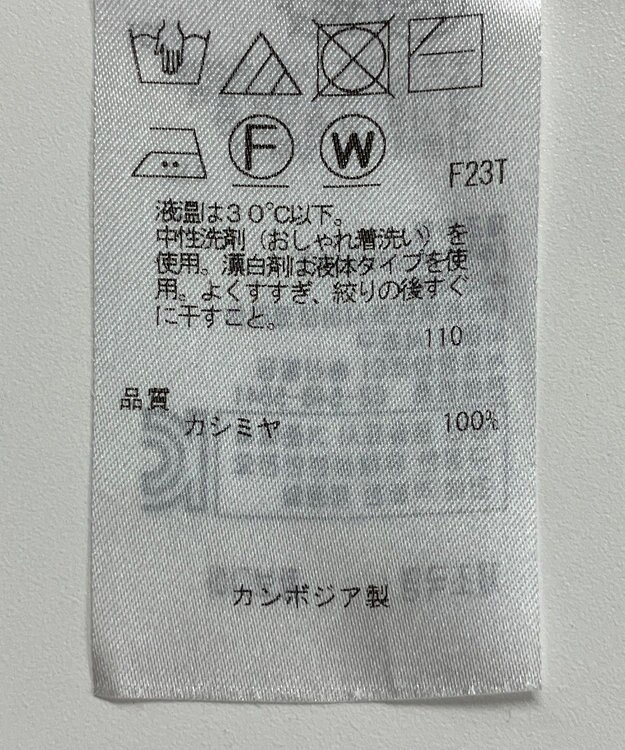 F W
F23T
液温は３０℃以下。
中性洗剤（おしゃれ着洗い）を
使用。漂白剤は液体タイプを使
用。よくすすぎ、絞りの後すぐ
に干すこと。
110
品質
カシミヤ 100%
カンボジア製